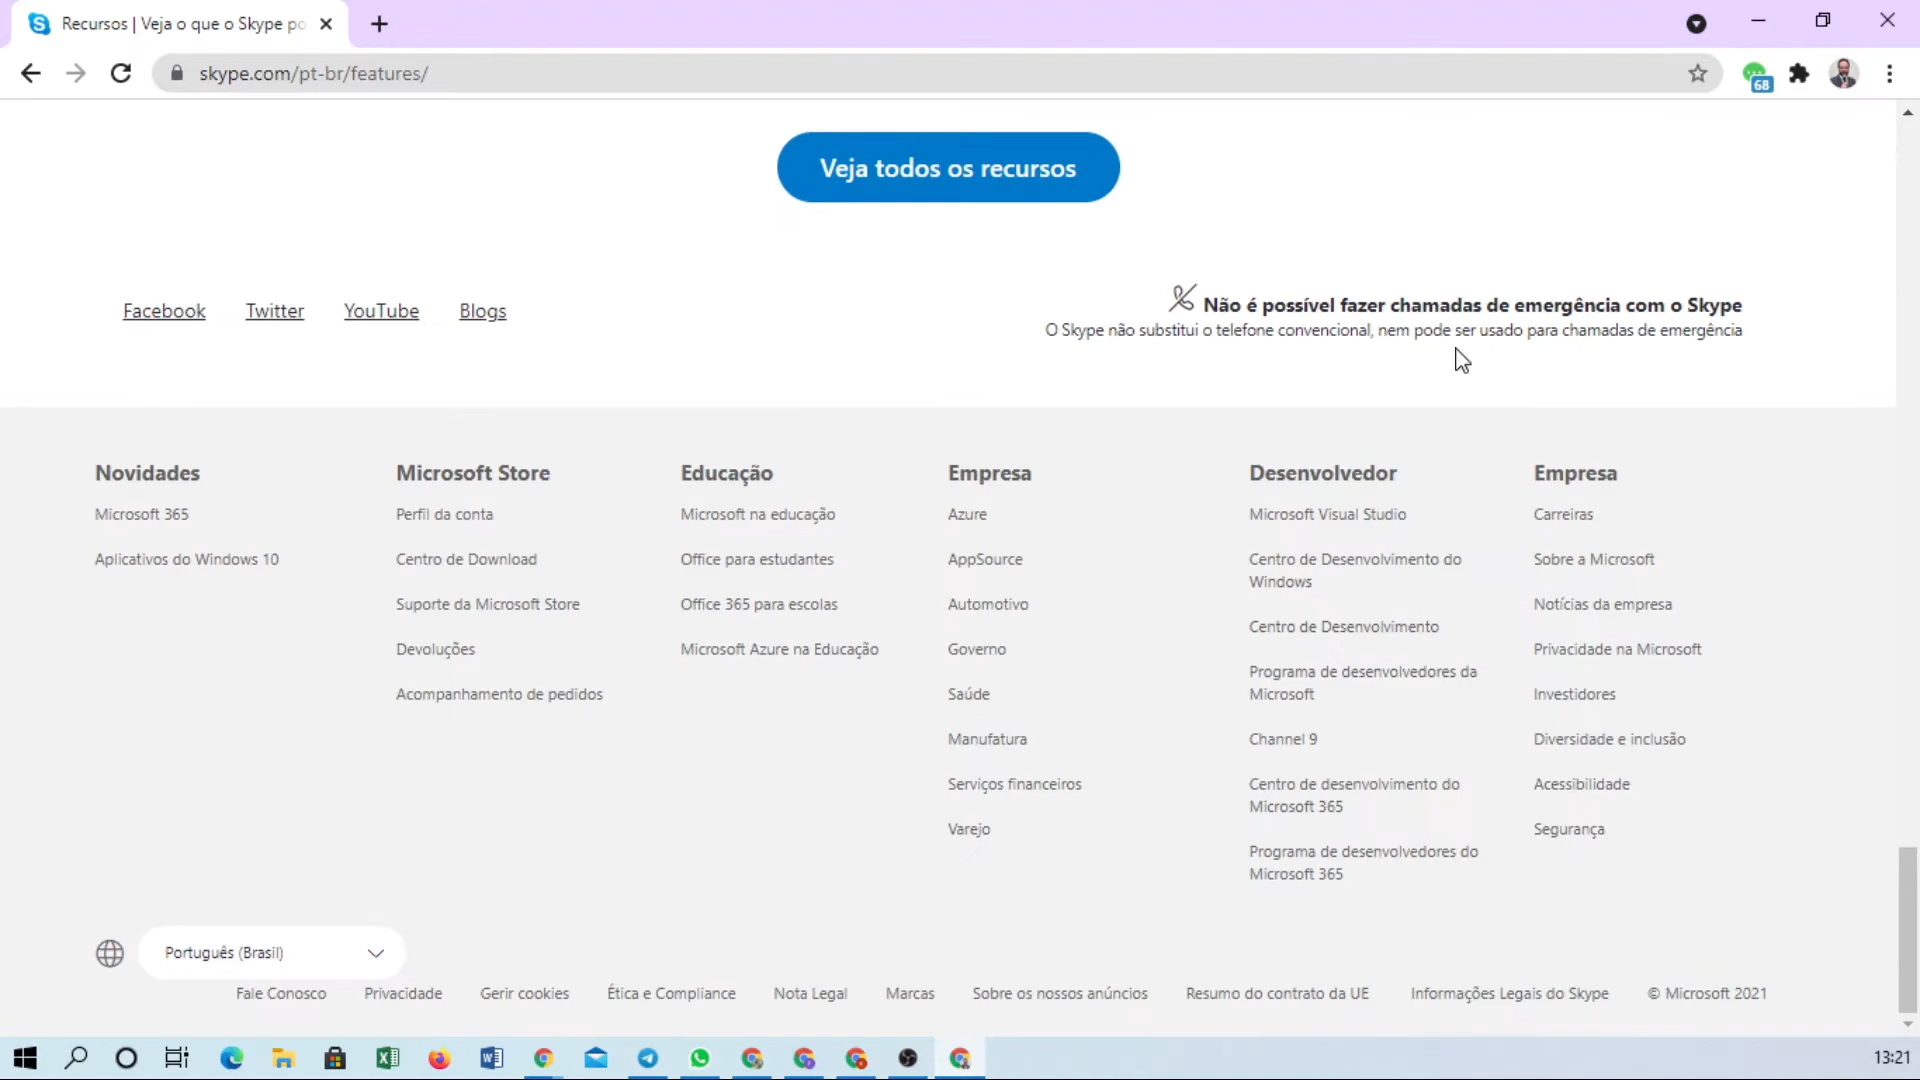 Recursos | Veja o que o Skype po
skype.com/pt-br/features/
68
Veja todos os recursos
Facebook Twitter YouTube Blogs
Não é possível fazer chamadas de emergência com o Skype
O Skype não substitui o telefone convencional, nem pode ser usado para chamadas de emergência
Novidades
Microsoft 365
Aplicativos do Windows 10
Microsoft Store
Perfil da conta
Centro de Download
Suporte da Microsoft Store
Devoluções
Acompanhamento de pedidos
Educação
Microsoft na educação
Office para estudantes
Office 365 para escolas
Microsoft Azure na Educação
Empresa
Azure
AppSource
Automotivo
Governo
Saúde
Manufatura
Serviços financeiros
Varejo
Desenvolvedor
Microsoft Visual Studio
Centro de Desenvolvimento do
Windows
Centro de Desenvolvimento
Programa de desenvolvedores da
Microsoft
Channel 9
Centro de desenvolvimento do
Microsoft 365
Programa de desenvolvedores do
Microsoft 365
Empresa
Carreiras
Sobre a Microsoft
Notícias da empresa
Privacidade na Microsoft
Investidores
Diversidade e inclusão
Acessibilidade
Segurança
Português (Brasil)
Fale Conosco Privacidade Gerir cookies Ética e Compliance Nota Legal Marcas Sobre os nossos anúncios Resumo do contrato da UE Informações Legais do Skype © Microsoft 2021
13:21